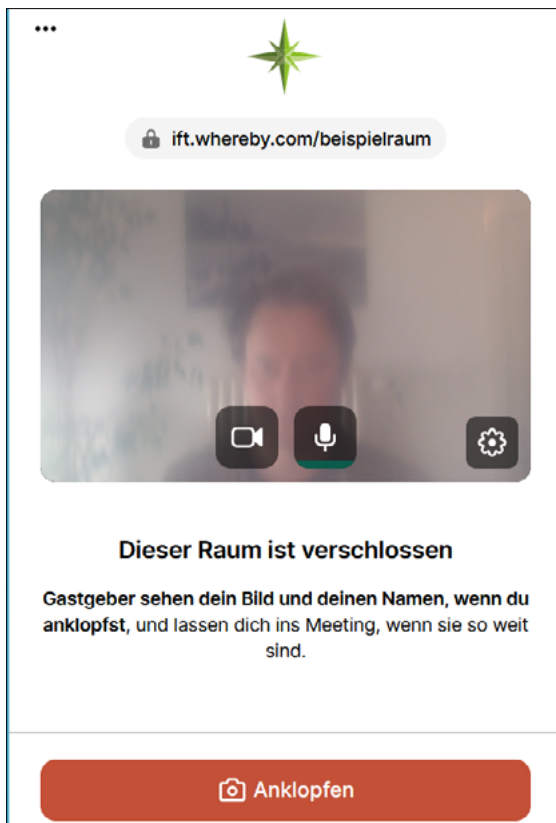 ift.whereby.com/beispielraum
Dieser Raum ist verschlossen
Gastgeber sehen dein Bild und deinen Namen, wenn du
anklopfst, und lassen dich ins Meeting, wenn sie so weit
sind.
Anklopfen